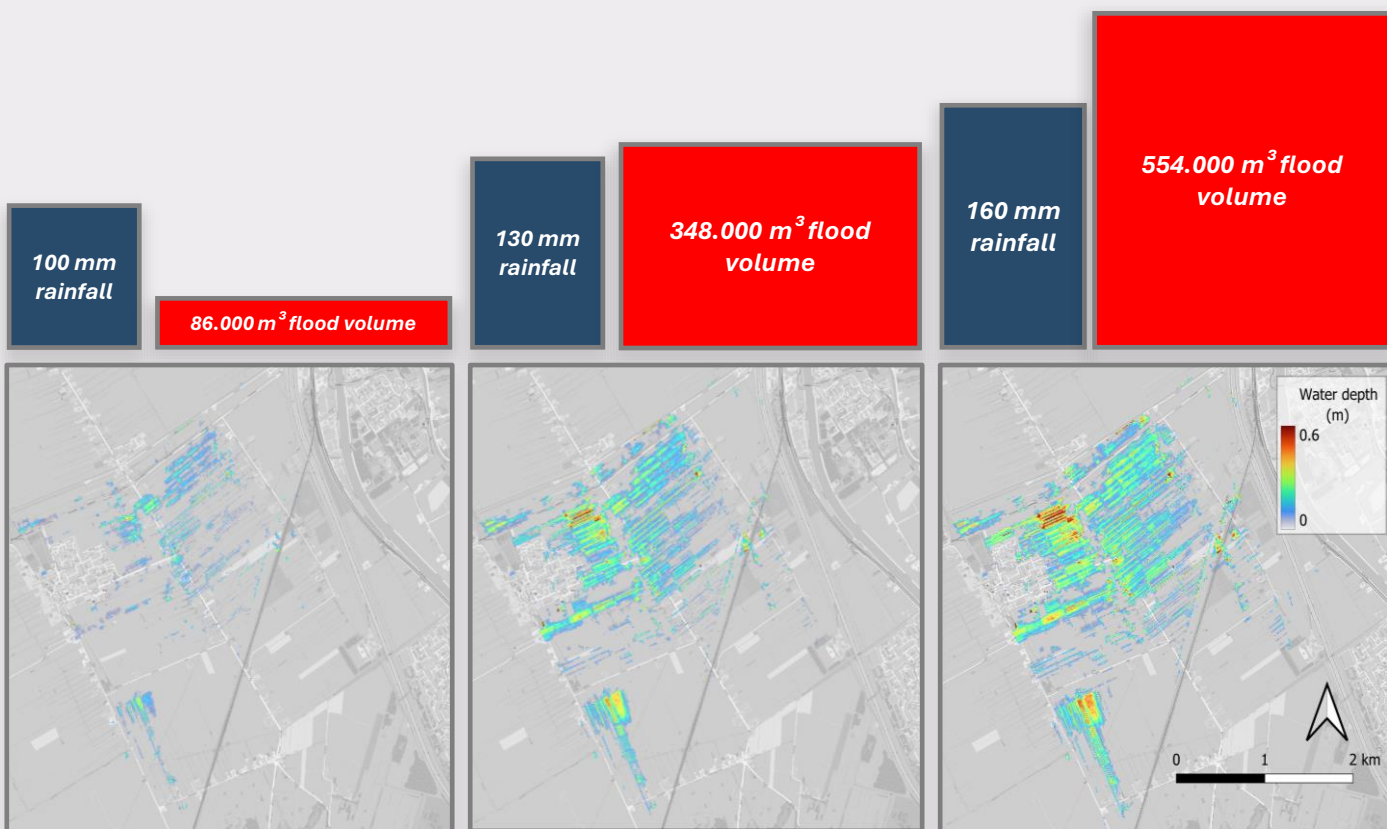 100 mm
rainfall
86.000 m³ flood volume
130 mm
rainfall
348.000 m³ flood
volume
160 mm
rainfall
554.000 m³ flood
volume
Water depth
(m)
0.6
0
0 1 2 km